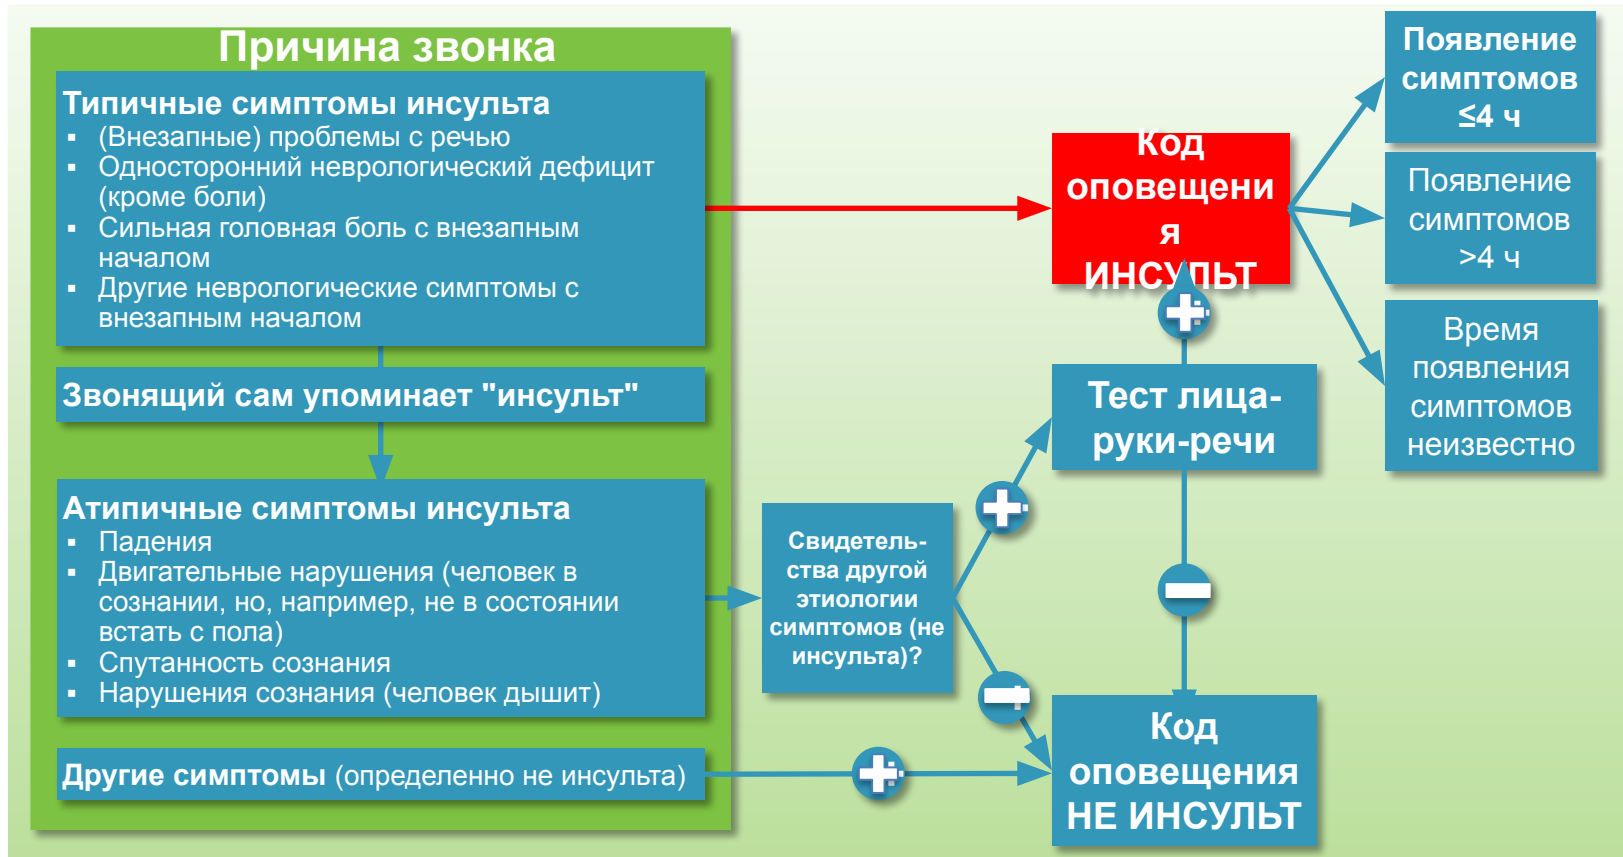 Причина звонка
Типичные симптомы инсульта
▪ (Внезапные) проблемы с речью
▪ Односторонний неврологический дефицит
(кроме боли)
▪ Сильная головная боль с внезапным
началом
▪ Другие неврологические симптомы с
внезапным началом
Звонящий сам упоминает "инсульт"
Атипичные симптомы инсульта
▪ Падения
▪ Двигательные нарушения (человек в
сознании, но, например, не в состоянии
встать с пола)
▪ Спутанность сознания
▪ Нарушения сознания (человек дышит)
Другие симптомы (определенно не инсульта)
Свидетель-
ства другой
этиологии
симптомов (не
инсульта)?
Код
оповещени
я
ИНСУЛЬТ
Тест лица-
руки-речи
Код
оповещения
НЕ ИНСУЛЬТ
Появление
симптомов
≤4 ч
Появление
симптомов
>4 ч
Время
появления
симптомов
неизвестно